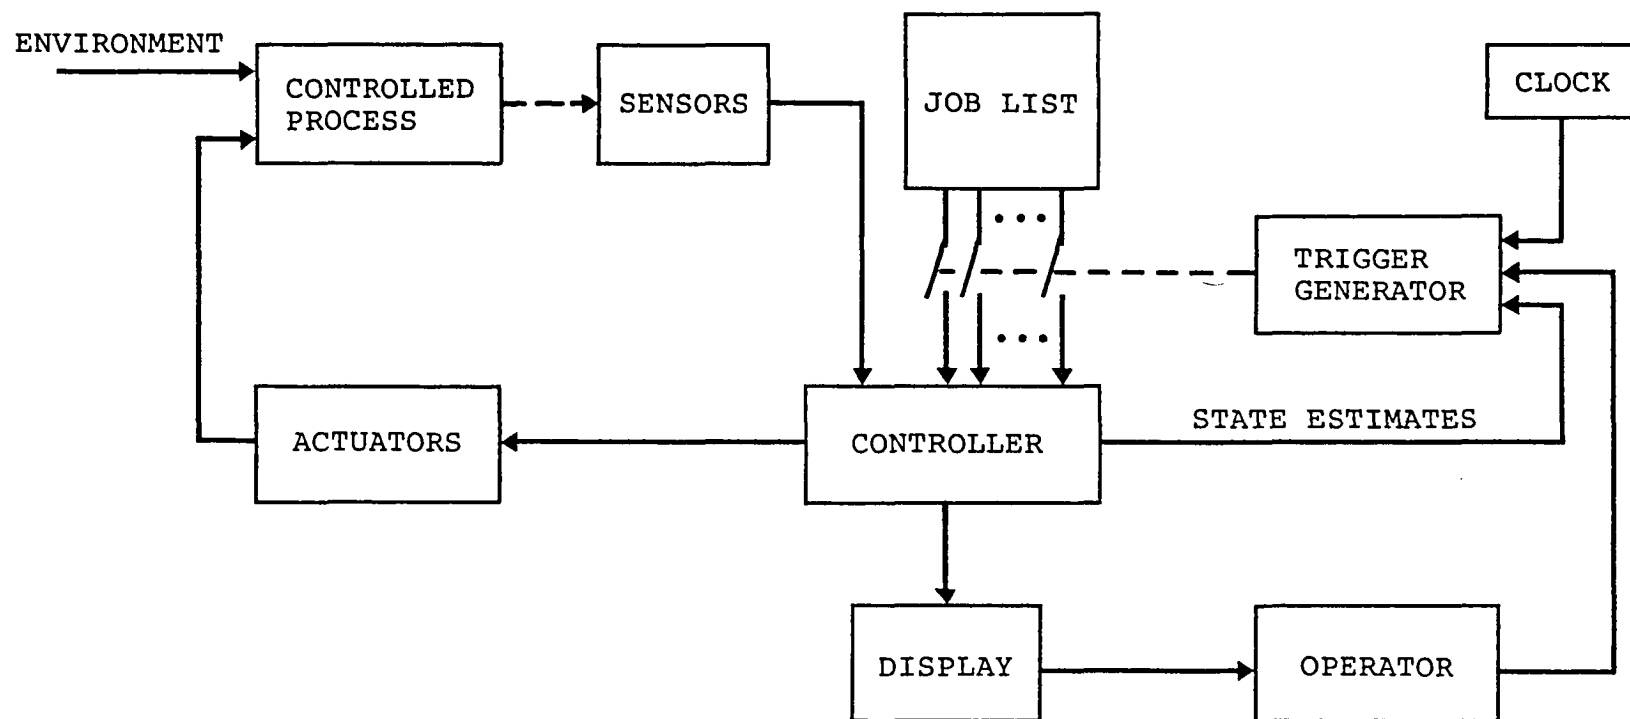 ENVIRONMENT
CONTROLLED
PROCESS
SENSORS
JOB LIST
CLOCK
TRIGGER
GENERATOR
ACTUATORS
CONTROLLER
STATE ESTIMATES
DISPLAY
OPERATOR